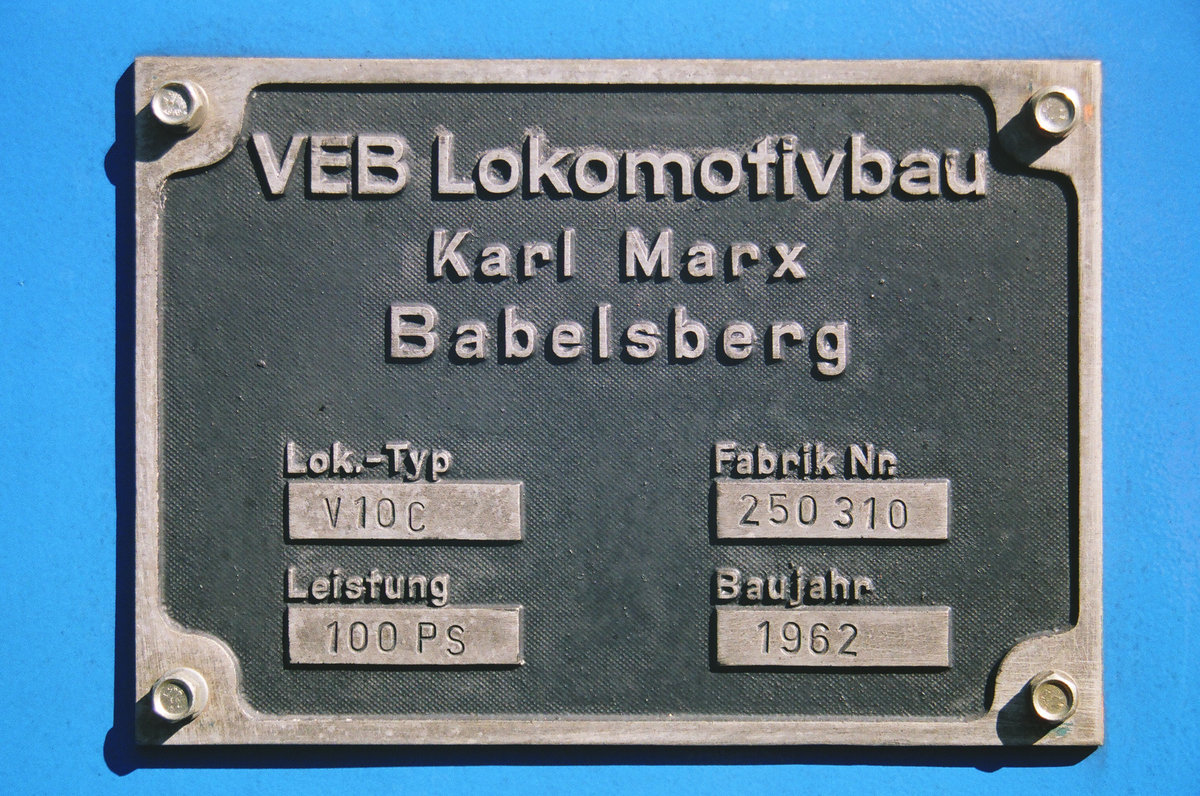 VEB Lokomotivbau
Karl Marx
Babelsberg
Lok.-Typ
V10C
Fabrik Nr.
250 310
Leistung
100 PS
Baujahr
1962